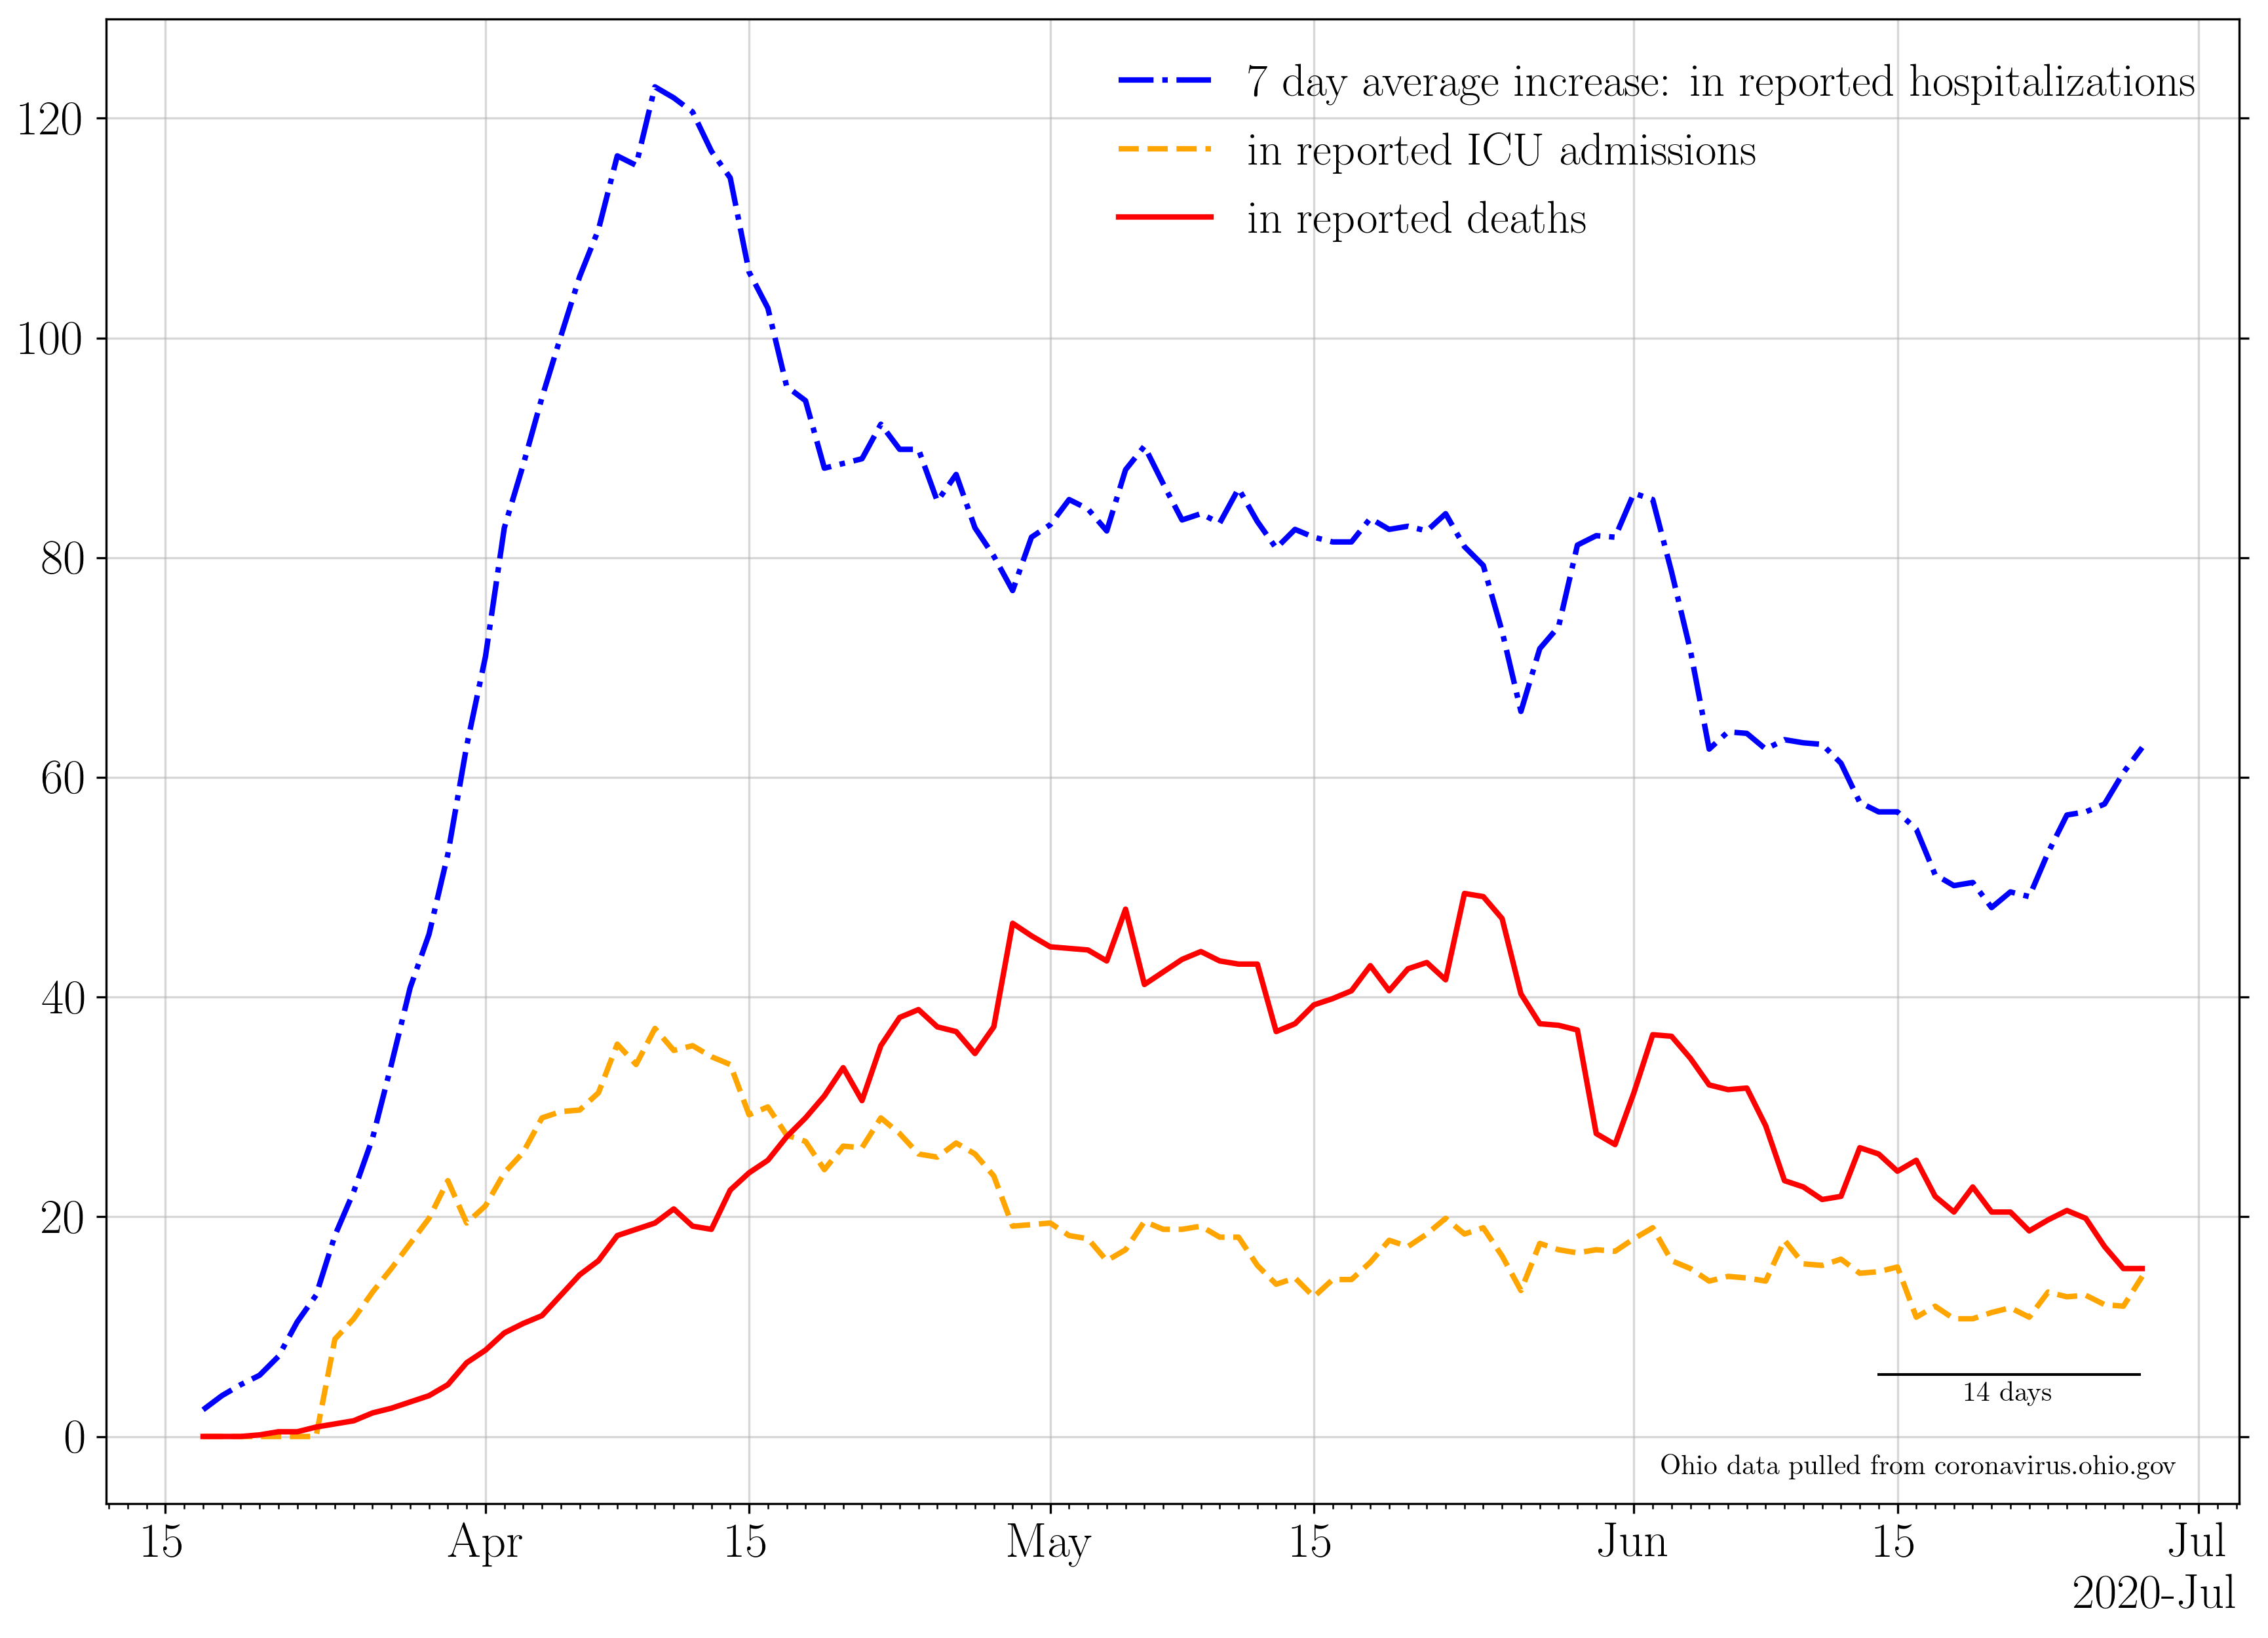 7 day average increase: in reported hospitalizations
in reported ICU admissions
in reported deaths
120
100
80
60
40
20
0
14 days
Ohio data pulled from coronavirus.ohio.gov
15 Apr 15 May 15 Jun 15 Jul
2020-Jul